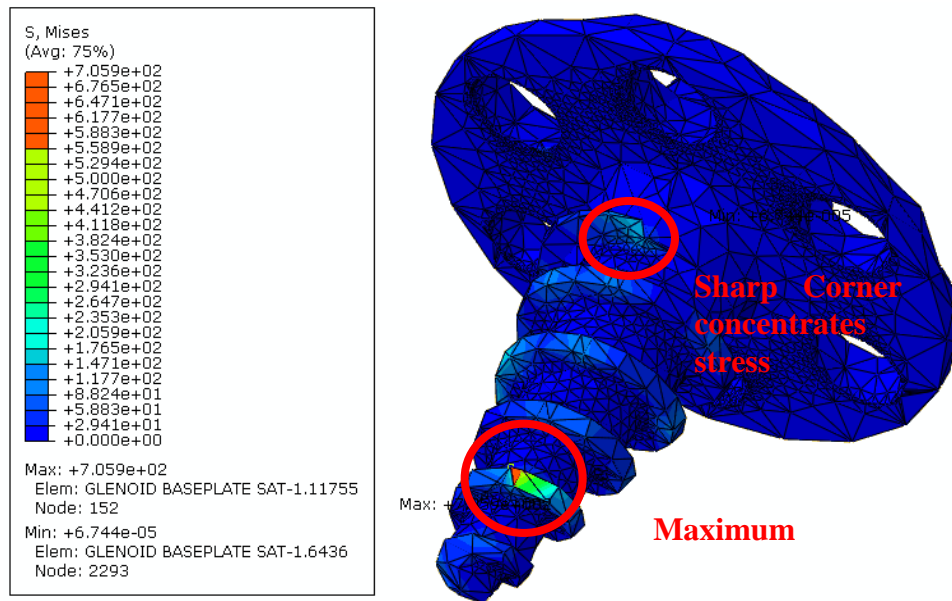 S, Mises
(Avg: 75%)
+7.059e+02
+6.765e+02
+6.471e+02
+6.177e+02
+5.883e+02
+5.589e+02
+5.294e+02
+5.000e+02
+4.706e+02
+4.412e+02
+4.118e+02
+3.824e+02
+3.530e+02
+3.236e+02
+2.941e+02
+2.647e+02
+2.353e+02
+2.059e+02
+1.765e+02
+1.471e+02
+1.177e+02
+8.824e+01
+5.883e+01
+2.941e+01
+0.000e+00
Max: +7.059e+02
Elem: GLENOID BASEPLATE SAT-1.11755
Node: 152
Min: +6.744e-05
Elem: GLENOID BASEPLATE SAT-1.6436
Node: 2293
Min: +6.744e-005
Sharp Corner
concentrates
stress
Max:
Maximum